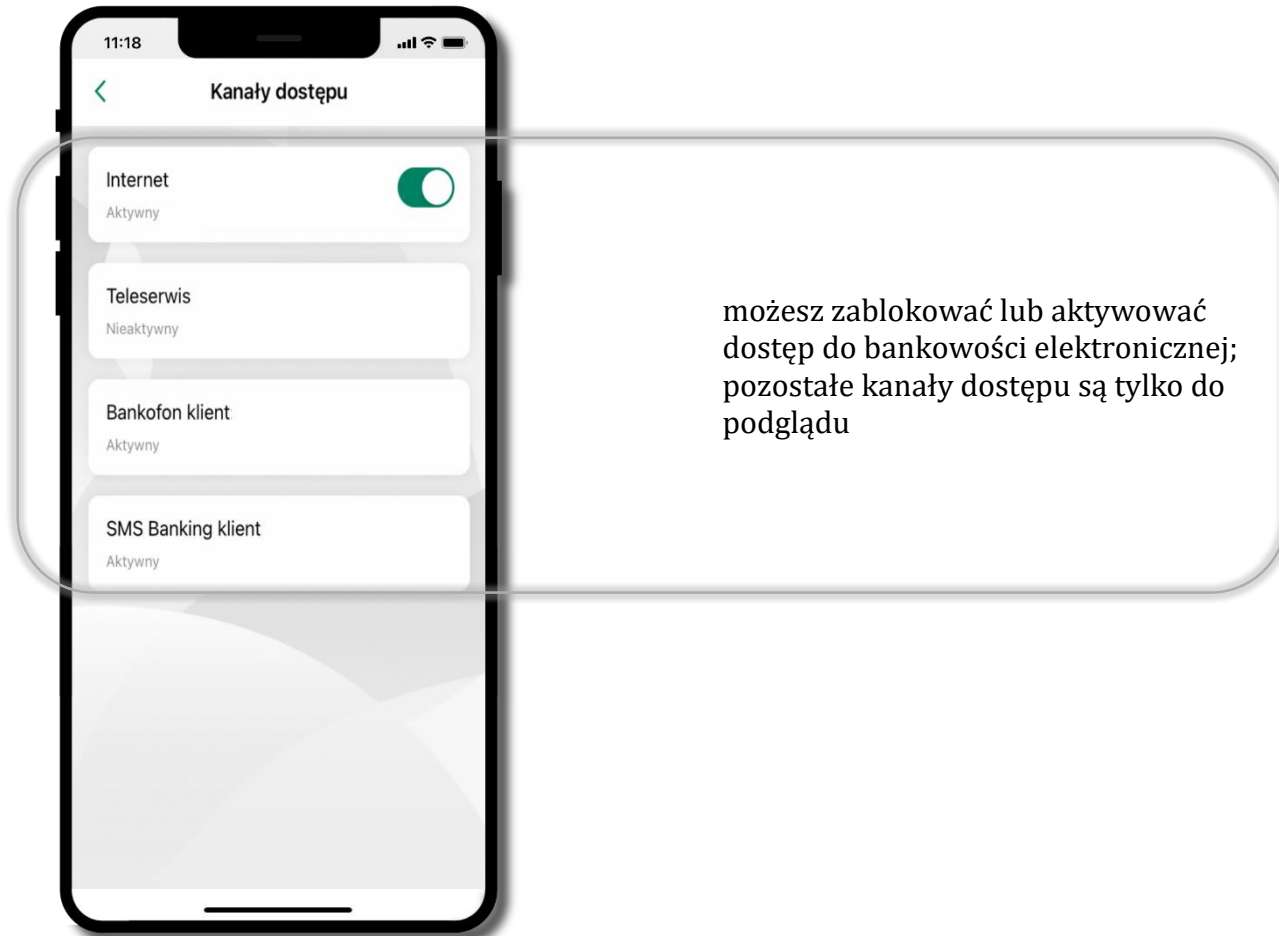 11:18
Kanały dostępu
Internet
Aktywny
Teleserwis
Nieaktywny
Bankofon klient
Aktywny
SMS Banking klient
Aktywny
możesz zablokować lub aktywować
dostęp do bankowości elektronicznej;
pozostałe kanały dostępu są tylko do
podglądu